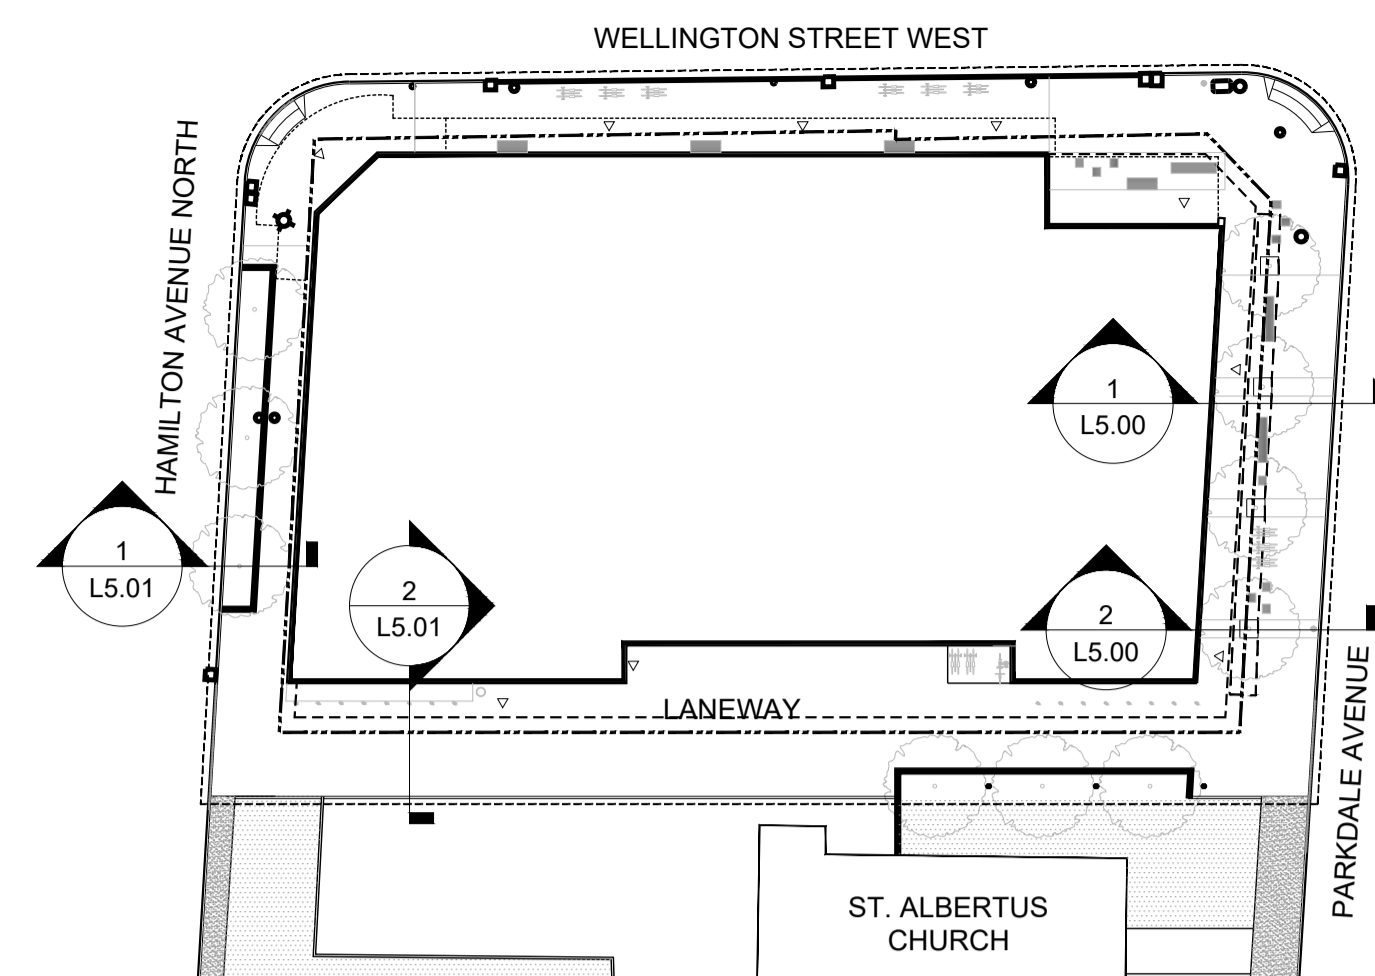 WELLINGTON STREET WEST
HAMILTON AVENUE NORTH
1
L5.00
1
L5.01
2
L5.01
2
L5.00
LANEWAY
PARKDALE AVENUE
ST. ALBERTUS
CHURCH